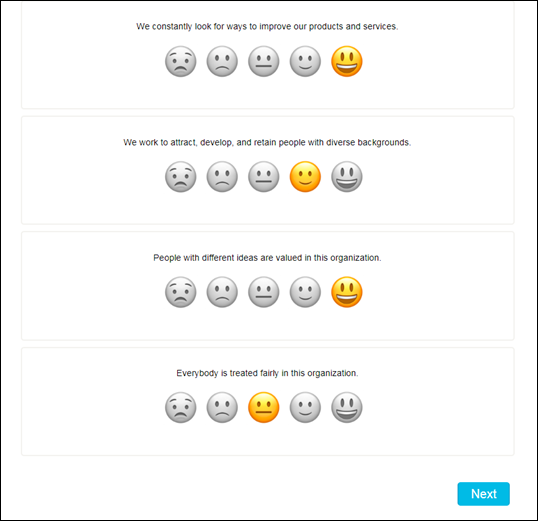 We constantly look for ways to improve our products and services.
We work to attract, develop, and retain people with diverse backgrounds.
People with different ideas are valued in this organization.
Everybody is treated fairly in this organization.
Next